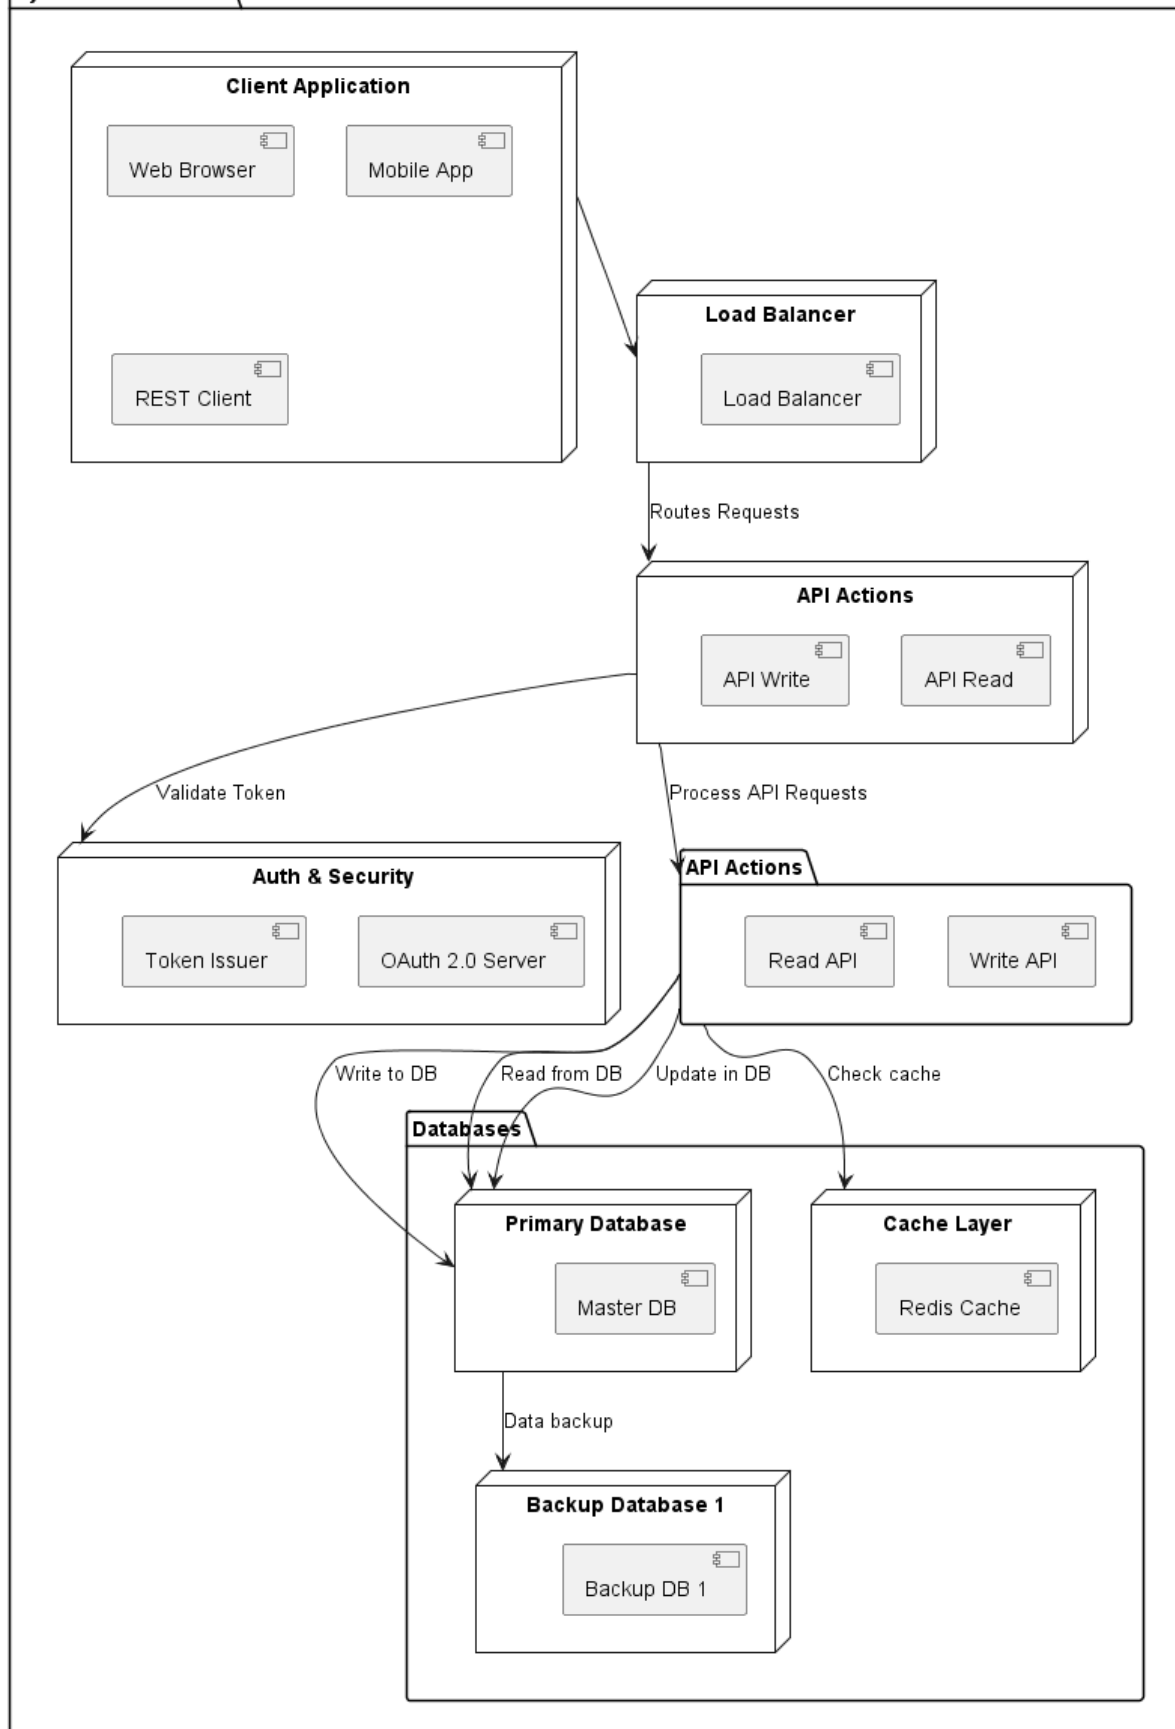 Client Application
Web Browser
Mobile App
REST Client
Load Balancer
Load Balancer
Routes Requests
API Actions
API Write
API Read
Validate Token
Process API Requests
Auth & Security
Token Issuer
OAuth 2.0 Server
API Actions
Read API
Write API
Write to DB
Read from DB
Update in DB
Check cache
Databases
Primary Database
Master DB
Cache Layer
Redis Cache
Data backup
Backup Database 1
Backup DB 1